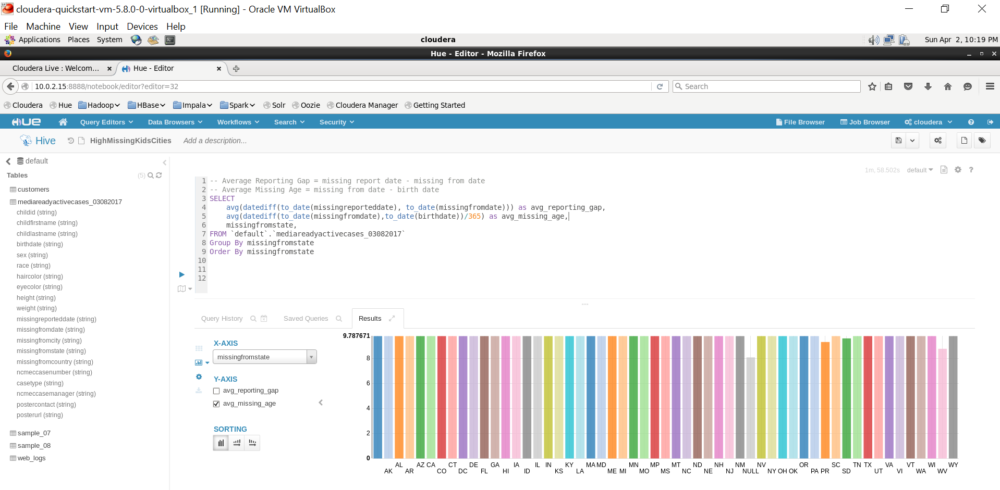 cloudera-quickstart-vm-5.8.0-0-virtualbox_1 [Running] - Oracle VM VirtualBox
File Machine View Input Devices Help
Applications Places System cloudera Sun Apr 2, 10:19 PM
Hue - Editor - Mozilla Firefox
Cloudera Live : Welcom... Hue - Editor
10.0.2.15:8888/notebook/editor?editor=32 Search
Cloudera Hue Hadoop HBase Impala Spark Solr Oozie Cloudera Manager Getting Started
HUE Query Editors Data Browsers Workflows Search Security File Browser Job Browser cloudera
Hive HighMissingKidsCities Add a description...
default
Tables (5)
customers
mediareadyactivecases_03082017
childid (string)
childfirstname (string)
childlastname (string)
birthdate (string)
sex (string)
race (string)
haircolor (string)
eyecolor (string)
height (string)
weight (string)
missingreporteddate (string)
missingfromdate (string)
missingfromcity (string)
missingfromstate (string)
missingfromcountry (string)
ncmeccasenumber (string)
casetype (string)
ncmeccasemanager (string)
postercontact (string)
posterurl (string)
sample_07
sample_08
web_logs
1m, 58.502s default ?
1 -- Average Reporting Gap = missing report date - missing from date
2 -- Average Missing Age = missing from date - birth date
3 SELECT
4 avg(datediff(to_date(missingreporteddate), to_date(missingfromdate))) as avg_reporting_gap,
5 avg(datediff(to_date(missingfromdate),to_date(birthdate))/365) as avg_missing_age,
6 missingfromstate,
7 FROM `default`.`mediareadyactivecases_03082017`
8 Group By missingfromstate
9 Order By missingfromstate
10
11
12
Query History Saved Queries Results
X-AXIS
missingfromstate
Y-AXIS
avg_reporting_gap
avg_missing_age
SORTING
9.787671
8
6
4
2
0
AL AZ CA CT DE GA IA IL IN KY MA MD MN MP MT ND NH NM NV OR SC TN TX VA VT WI WY
AK AR CO DC FL HI ID KS LA ME MI MO MS NC NE NJ NULL NY OH OK PA PR SD UT VI WA WV